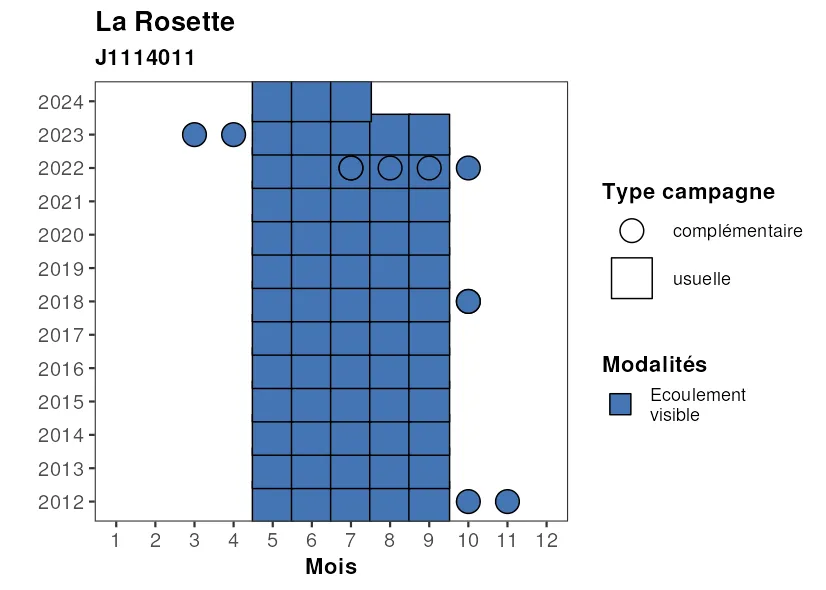 La Rosette
J1114011
2024
2023
2022
2021
2020
2019
2018
2017
2016
2015
2014
2013
2012
1 2 3 4 5 6 7 8 9 10 11 12
Mois
Type campagne
complémentaire
usuelle
Modalités
Ecoulement
visible